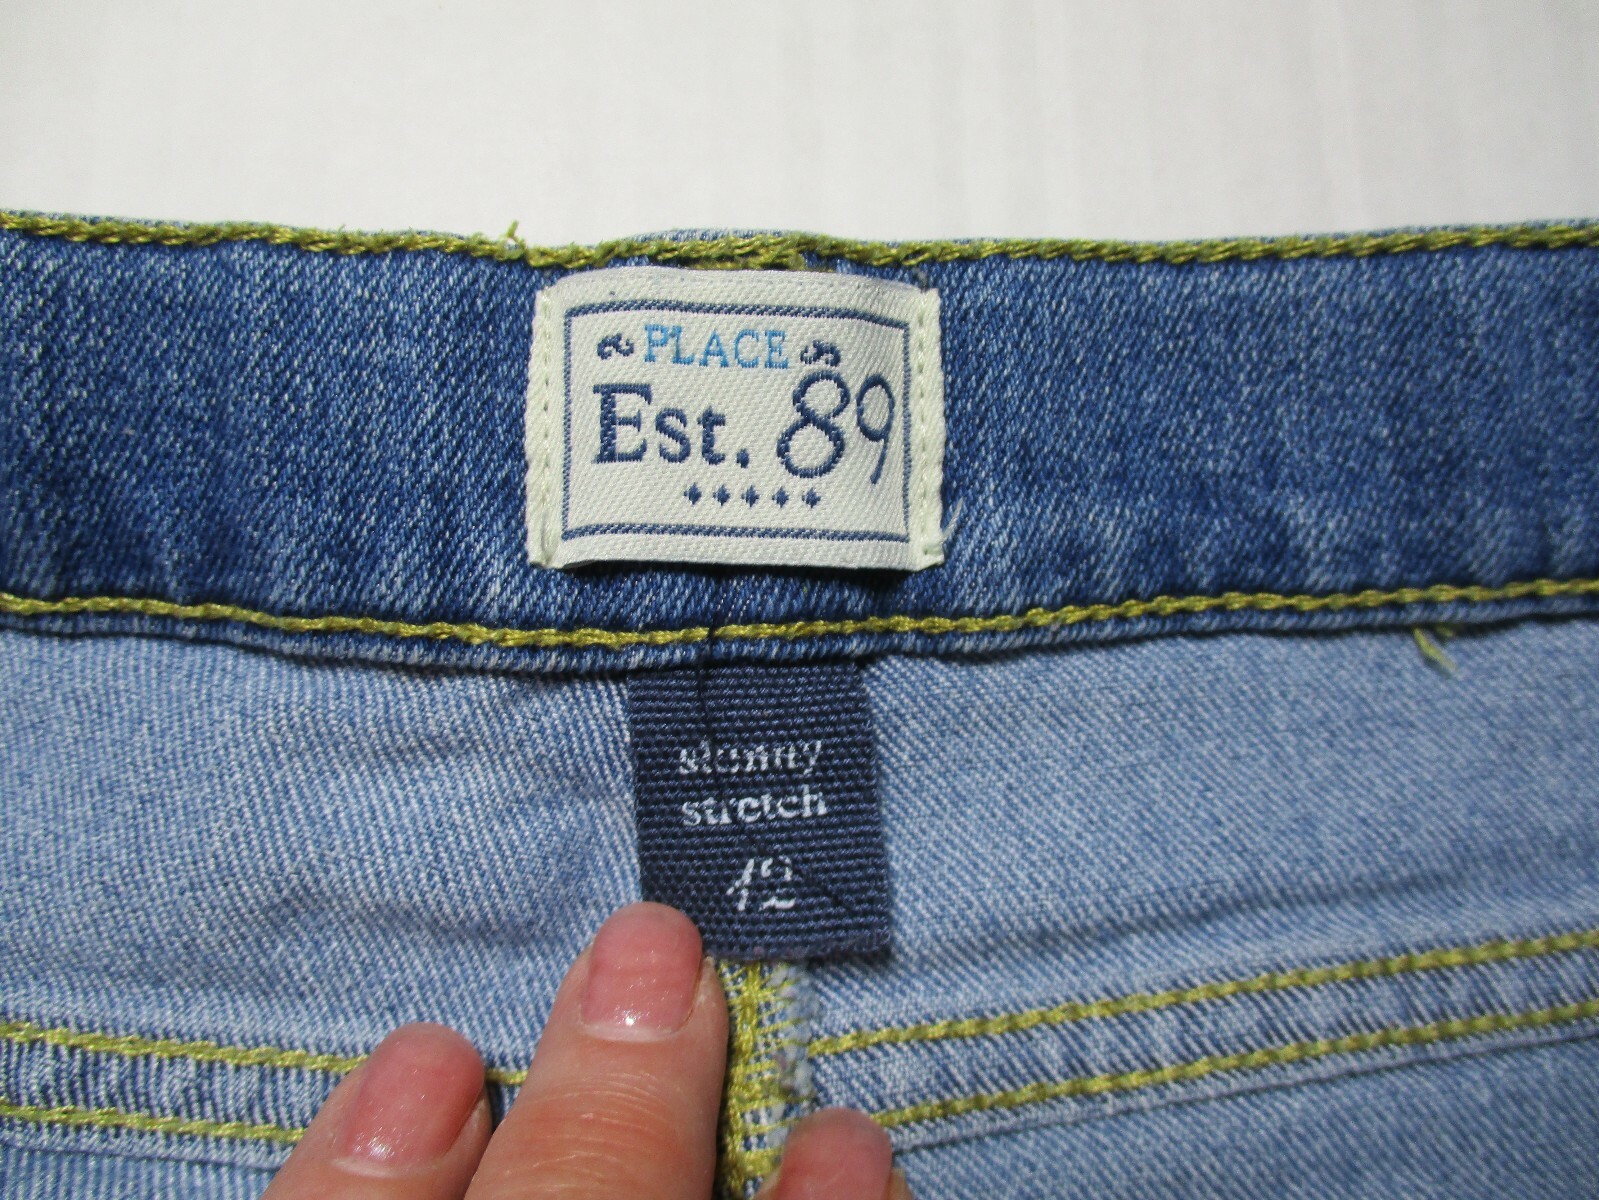 PLACE
Est. 89
skinny
stretch
12